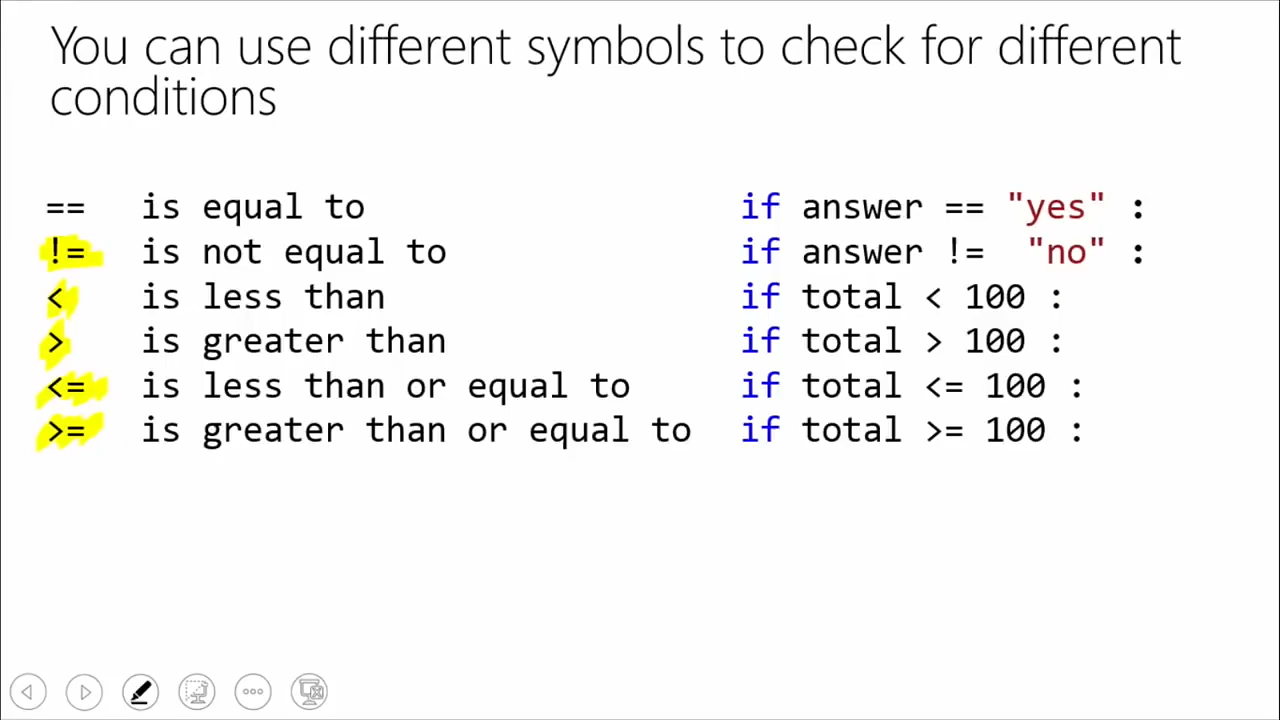 You can use different symbols to check for different
conditions
== is equal to if answer == "yes" :
!= is not equal to if answer != "no" :
< is less than if total < 100 :
> is greater than if total > 100 :
<= is less than or equal to if total <= 100 :
>= is greater than or equal to if total >= 100 :